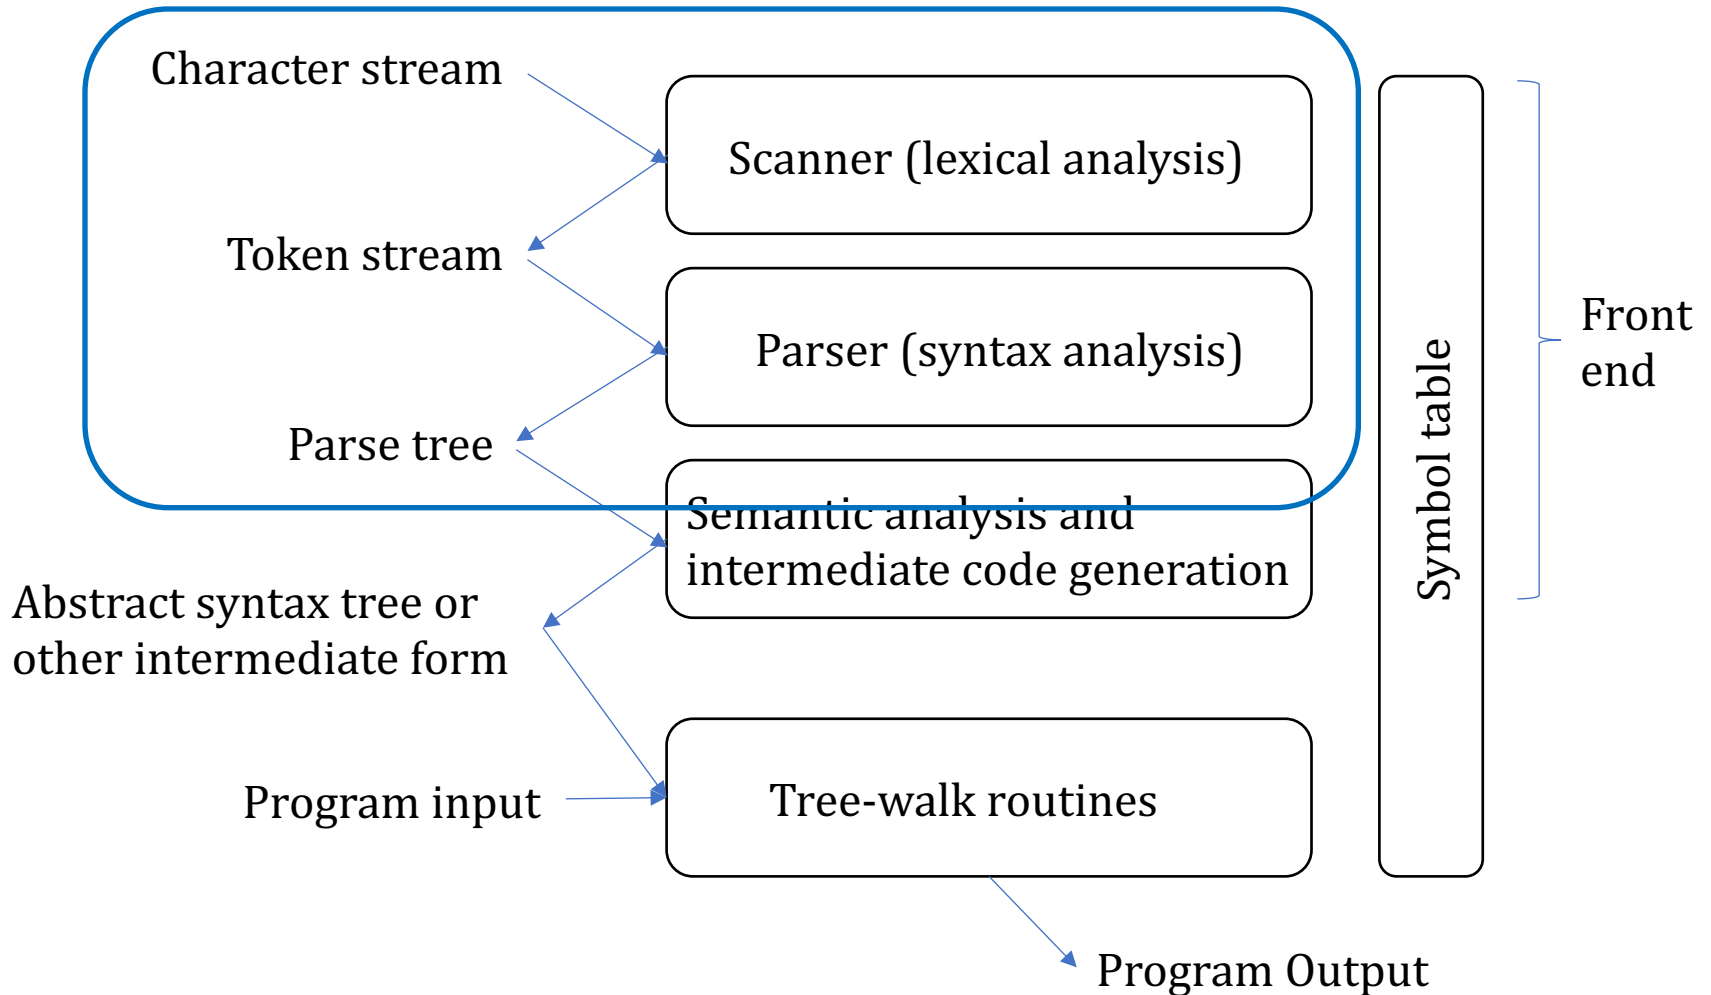 Character stream
Scanner (lexical analysis)
Token stream
Parser (syntax analysis)
Parse tree
Semantic analysis and
intermediate code generation
Abstract syntax tree or
other intermediate form
Program input
Tree-walk routines
Program Output
Symbol table
Front
end